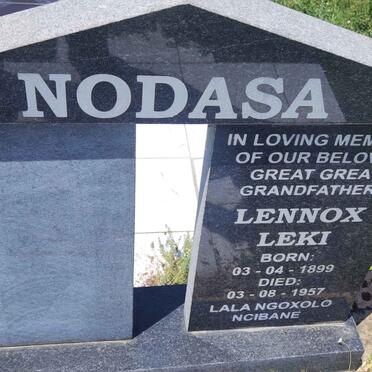 NODASA
IN LOVING MEM
OF OUR BELOV
GREAT GREA
GRANDFATHER
LENNOX
LEKI
BORN:
03 - 04 - 1899
DIED:
03 - 08 - 1957
LALA NGOXOLO
NCIBANE